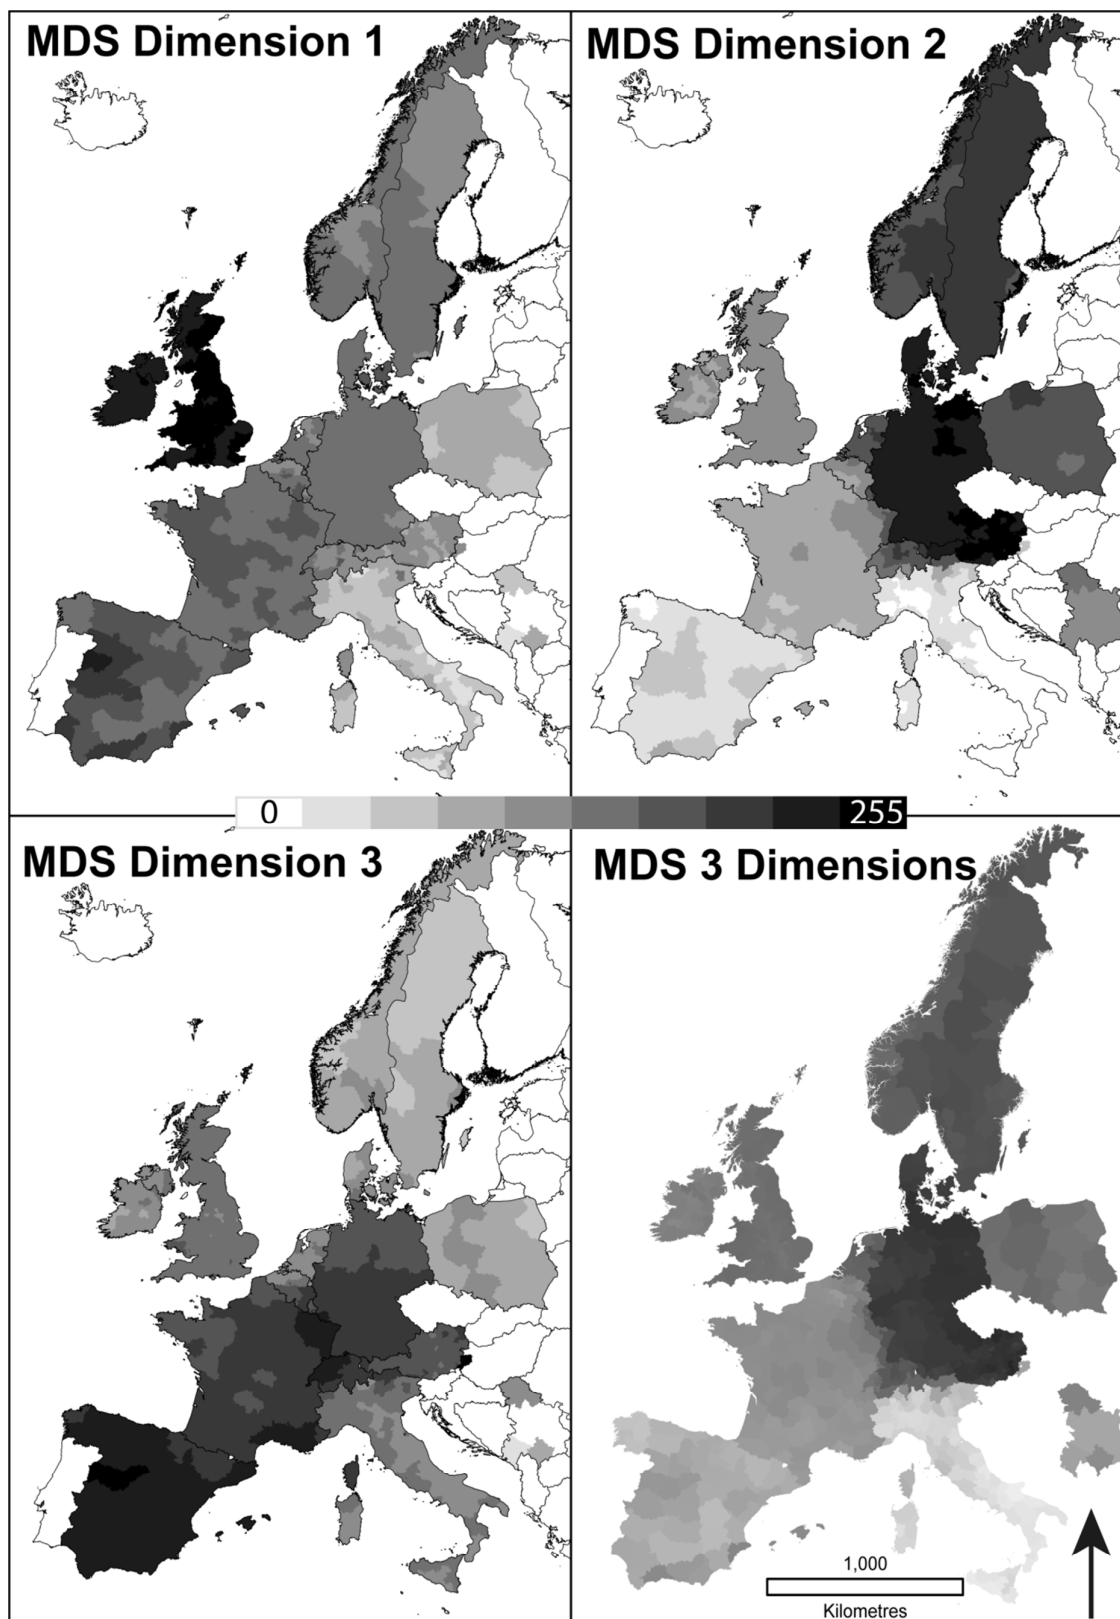 MDS Dimension 1
MDS Dimension 2
0
255
MDS Dimension 3
MDS 3 Dimensions
1,000
Kilometres